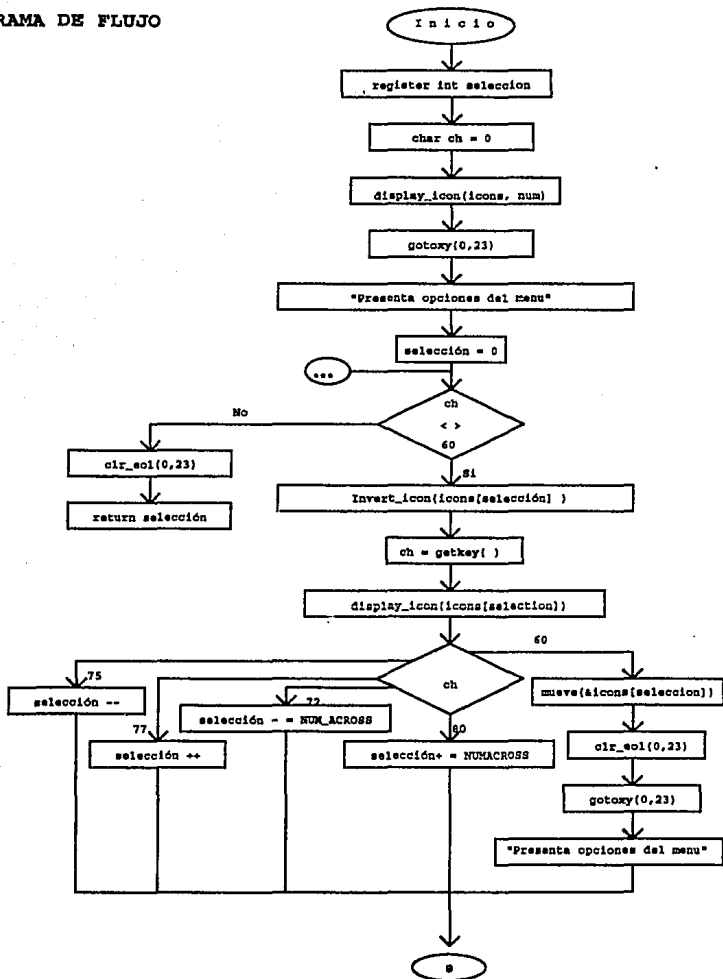 RAMA DE FLUJO
Inicio
register int seleccion
char ch = 0
display_icon(icons, num)
gotoxy(0,23)
"Presenta opciones del menu"
selección = 0
...
ch
< >
60
No
Si
clr_eol(0,23)
return selección
Invert_icon(icons[selección] )
ch = getkey( )
display_icon(icons[selection])
ch
75
selección --
77
selección ++
72
selección - = NUM_ACROSS
80
selección+ = NUMACROSS
60
mueve(&icons[seleccion])
clr_eol(0,23)
gotoxy(0,23)
"Presenta opciones del menu"